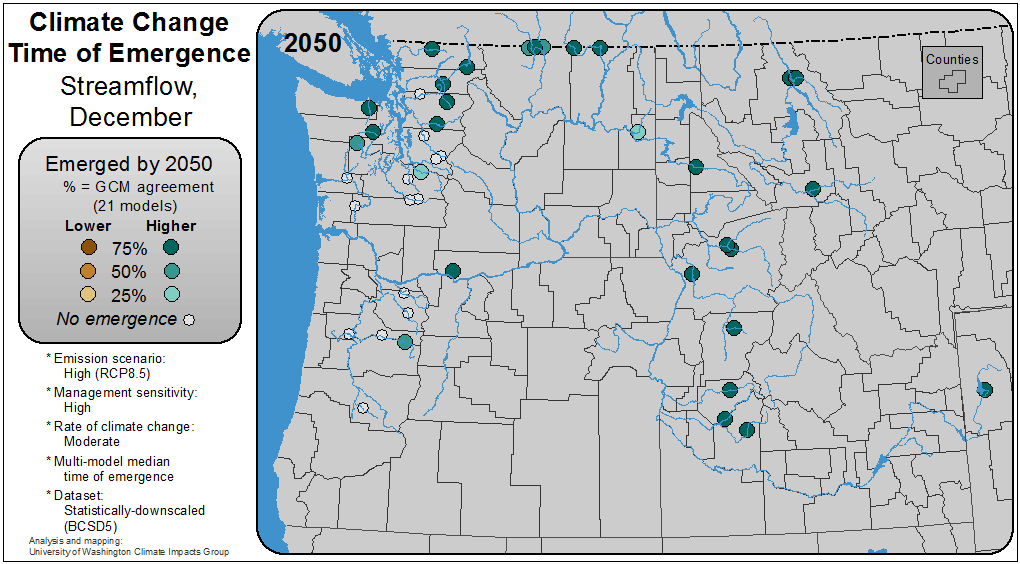 Climate Change
Time of Emergence
Streamflow,
December
Emerged by 2050
% = GCM agreement
(21 models)
Lower Higher
75%
50%
25%
No emergence
* Emission scenario:
High (RCP8.5)
* Management sensitivity:
High
* Rate of climate change:
Moderate
* Multi-model median
time of emergence
* Dataset:
Statistically-downscaled
(BCSD5)
Analysis and mapping:
University of Washington Climate Impacts Group
2050
Counties